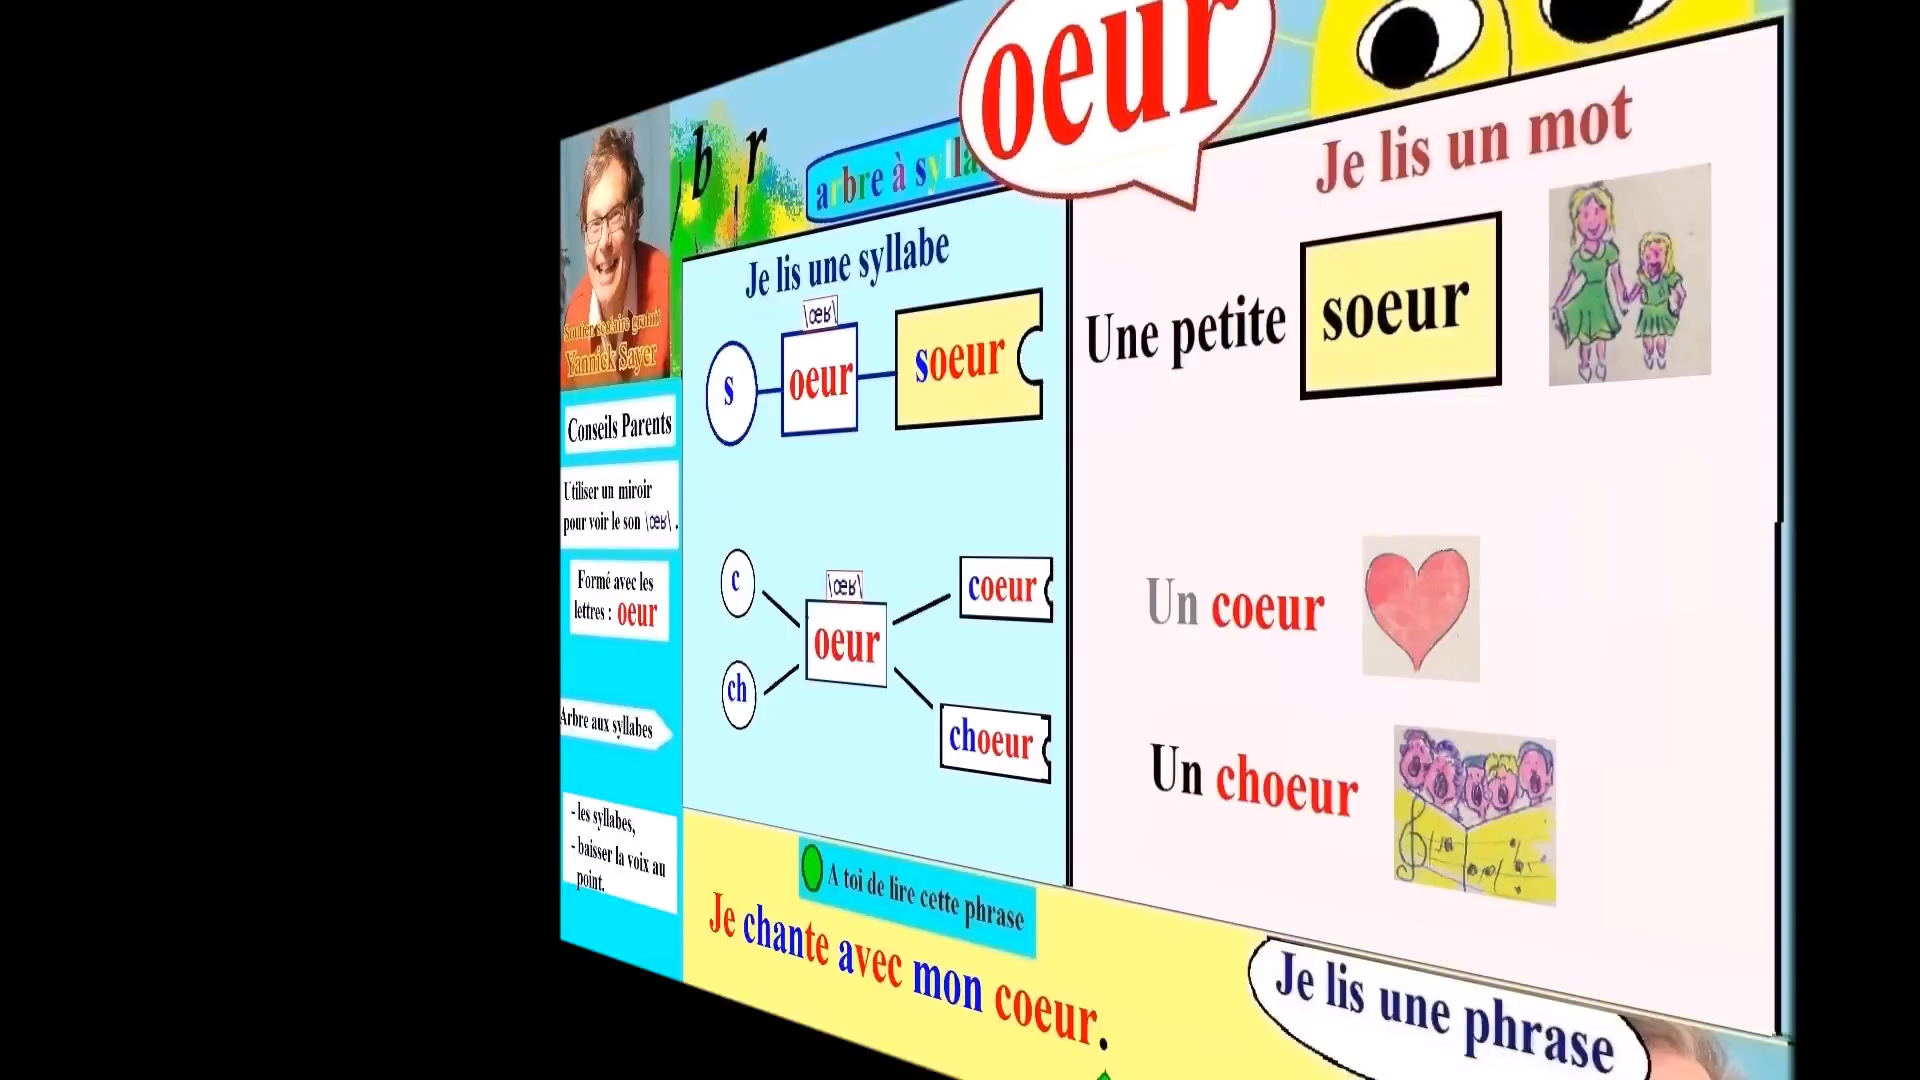 oeur
b r
arbre à sylla
Soutien scolaire gratuit
Yannick Sayer
Conseils Parents
Utiliser un miroir
pour voir le son \œʀ\ .
Formé avec les
lettres : oeur
Arbre aux syllabes
- les syllabes,
- baisser la voix au
point.
Je lis une syllabe
\œʀ\
s oeur soeur
c
\œʀ\
coeur
oeur
ch
choeur
Je lis un mot
Une petite soeur
Un coeur
Un choeur
A toi de lire cette phrase
Je chante avec mon coeur.
Je lis une phrase